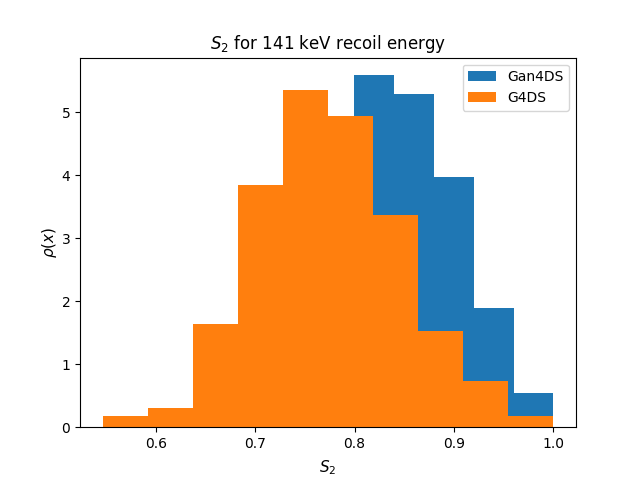 S₂ for 141 keV recoil energy
Gan4DS
G4DS
ρ(x)
5
4
3
2
1
0
0.6 0.7 0.8 0.9 1.0
S₂